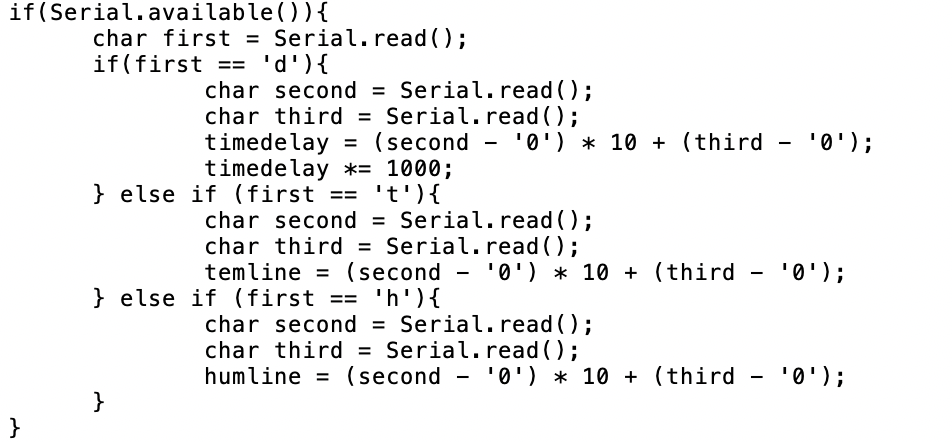 if(Serial.available()){
char first = Serial.read();
if(first == 'd'){
char second = Serial.read();
char third = Serial.read();
timedelay = (second - '0') * 10 + (third - '0');
timedelay *= 1000;
} else if (first == 't'){
char second = Serial.read();
char third = Serial.read();
temline = (second - '0') * 10 + (third - '0');
} else if (first == 'h'){
char second = Serial.read();
char third = Serial.read();
humline = (second - '0') * 10 + (third - '0');
}
}